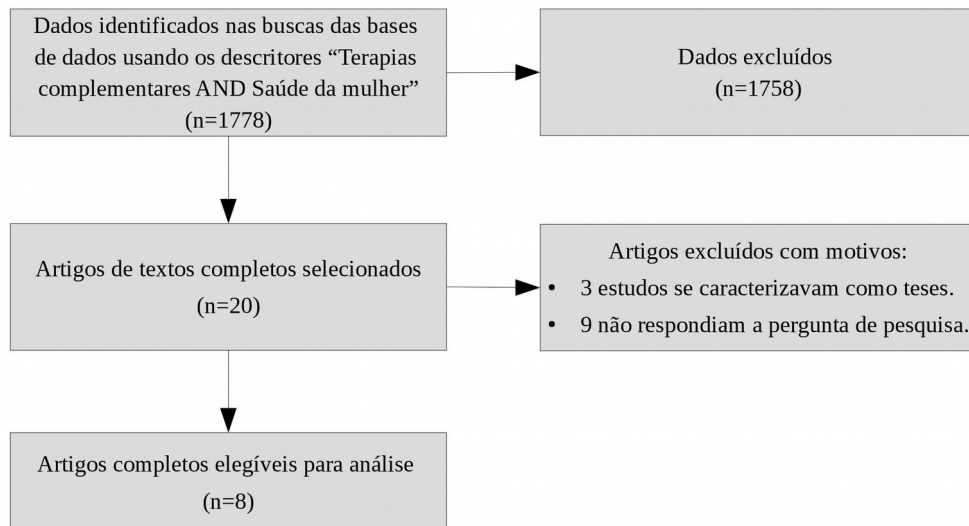 Dados identificados nas buscas das bases
de dados usando os descritores “Terapias
complementares AND Saúde da mulher”
(n=1778)
Dados excluídos
(n=1758)
Artigos de textos completos selecionados
(n=20)
Artigos excluídos com motivos:
• 3 estudos se caracterizavam como teses.
• 9 não respondiam a pergunta de pesquisa.
Artigos completos elegíveis para análise
(n=8)